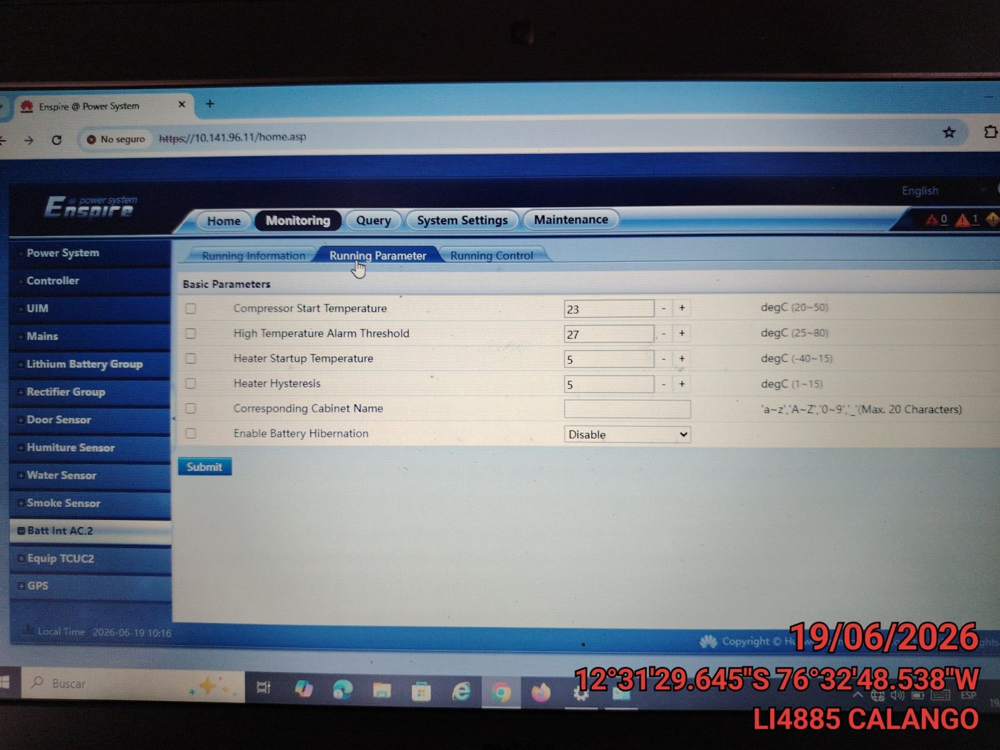 Enspire @ Power System
No seguro https://10.141.96.11/home.asp
English
Enspire @ power system
Home Monitoring Query System Settings Maintenance
0 1
Running Information Running Parameter Running Control
Power System
Controller
UIM
Mains
Lithium Battery Group
Rectifier Group
Door Sensor
Humiture Sensor
Water Sensor
Smoke Sensor
Batt Int AC.2
Equip TCUC2
GPS
Basic Parameters
Compressor Start Temperature 23 - + degC (20~50)
High Temperature Alarm Threshold 27 - + degC (25~80)
Heater Startup Temperature 5 - + degC (-40~15)
Heater Hysteresis 5 - + degC (1~15)
Corresponding Cabinet Name 'a~z','A~Z','0~9','_'(Max. 20 Characters)
Enable Battery Hibernation Disable
Submit
Local Time 2026-06-19 10:16
Copyright ©
19/06/2026
12°31'29.645"S 76°32'48.538"W
LI4885 CALANGO
Buscar
ESP